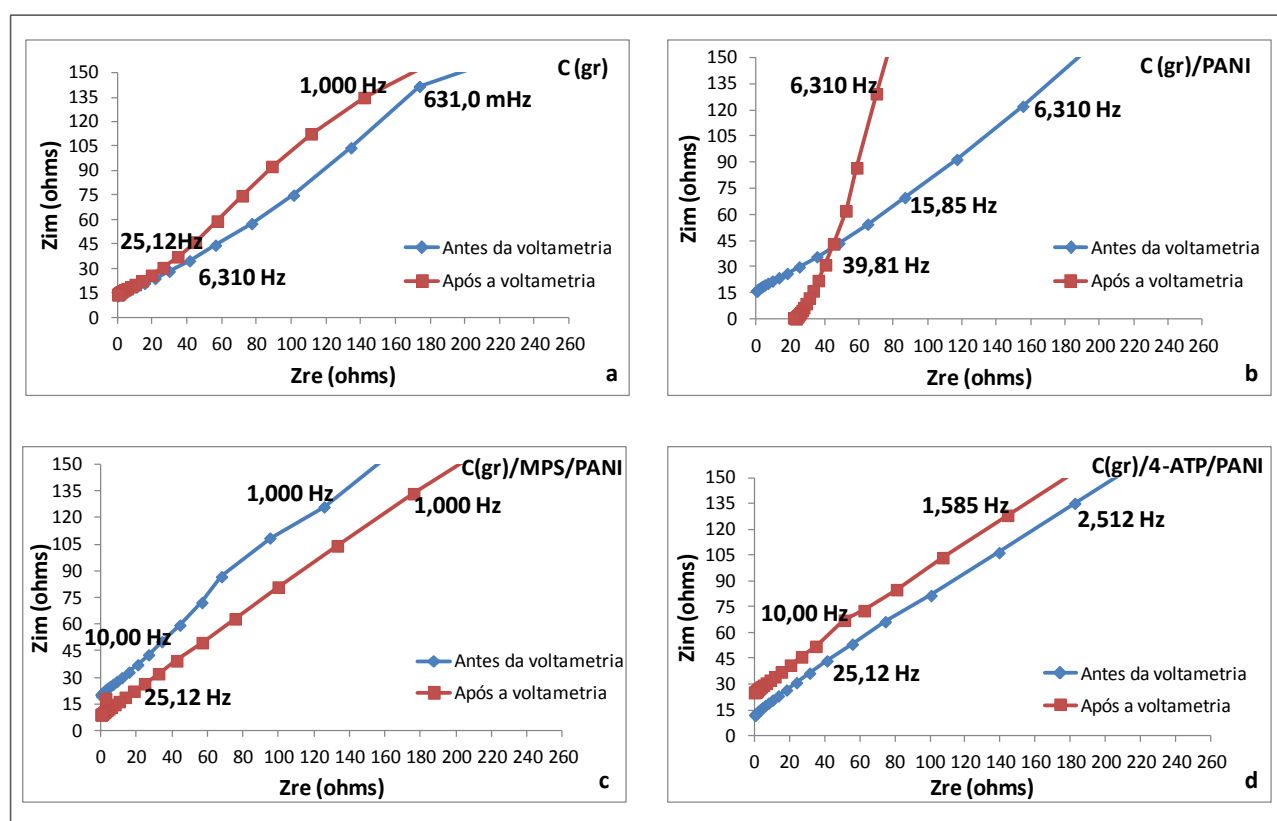 C (gr)
Zim (ohms)
150
135
120
105
90
75
60
45
30
15
0
1,000 Hz
631,0 mHz
25,12Hz
6,310 Hz
Antes da voltametria
Após a voltametria
0 20 40 60 80 100 120 140 160 180 200 220 240 260
Zre (ohms)
a
C (gr)/PANI
Zim (ohms)
150
135
120
105
90
75
60
45
30
15
0
6,310 Hz
6,310 Hz
15,85 Hz
39,81 Hz
Antes da voltametria
Após a voltametria
0 20 40 60 80 100 120 140 160 180 200 220 240 260
Zre (ohms)
b
C(gr)/MPS/PANI
Zim (ohms)
150
135
120
105
90
75
60
45
30
15
0
1,000 Hz
1,000 Hz
10,00 Hz
25,12 Hz
Antes da voltametria
Após a voltametria
0 20 40 60 80 100 120 140 160 180 200 220 240 260
Zre (ohms)
c
C(gr)/4-ATP/PANI
Zim (ohms)
150
135
120
105
90
75
60
45
30
15
0
1,585 Hz
2,512 Hz
10,00 Hz
25,12 Hz
Antes da voltametria
Após a voltametria
0 20 40 60 80 100 120 140 160 180 200 220 240 260
Zre (ohms)
d